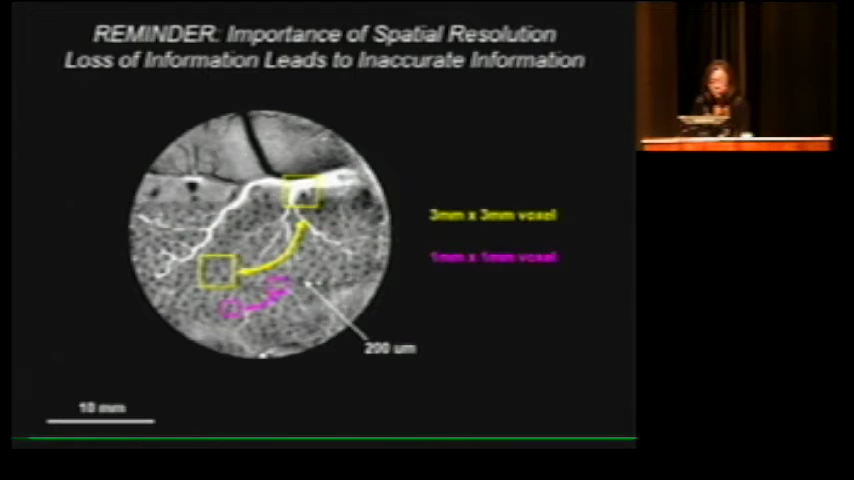 REMINDER: Importance of Spatial Resolution
Loss of Information Leads to Inaccurate Information
3mm x 3mm voxel
1mm x 1mm voxel
200 um
10 mm